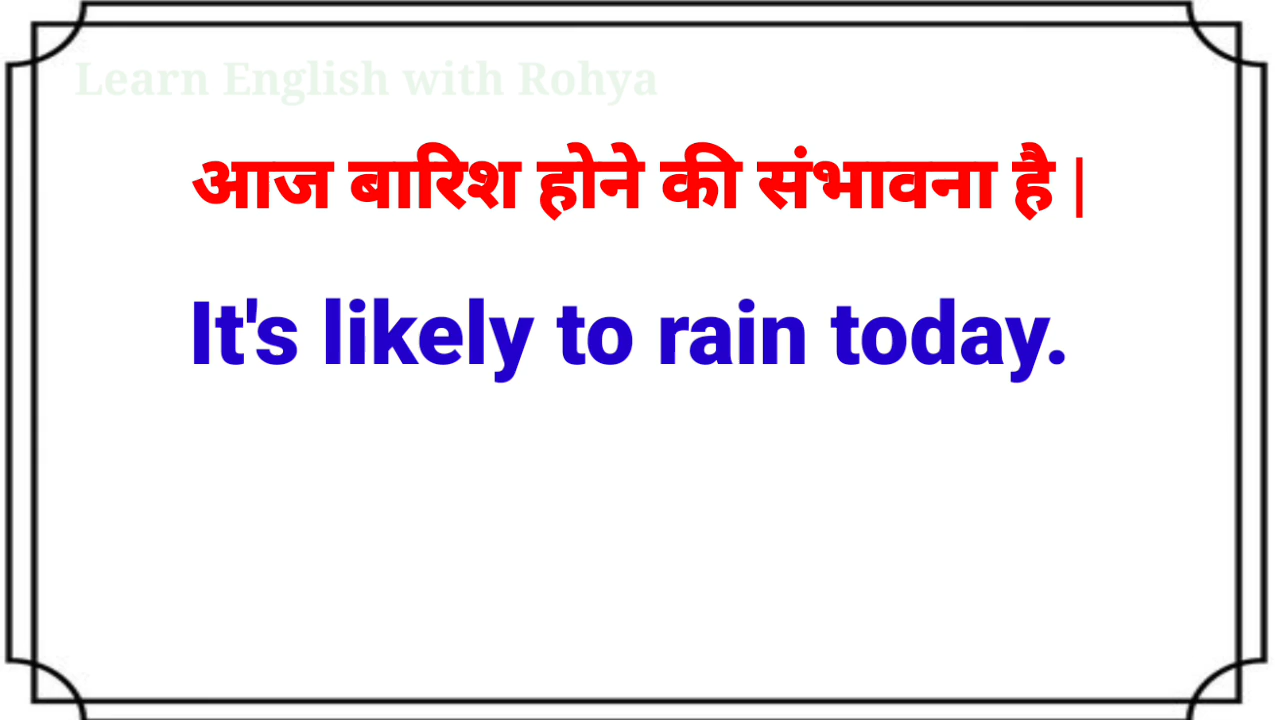 Learn English with Rohya
आज बारिश होने की संभावना है |
It's likely to rain today.